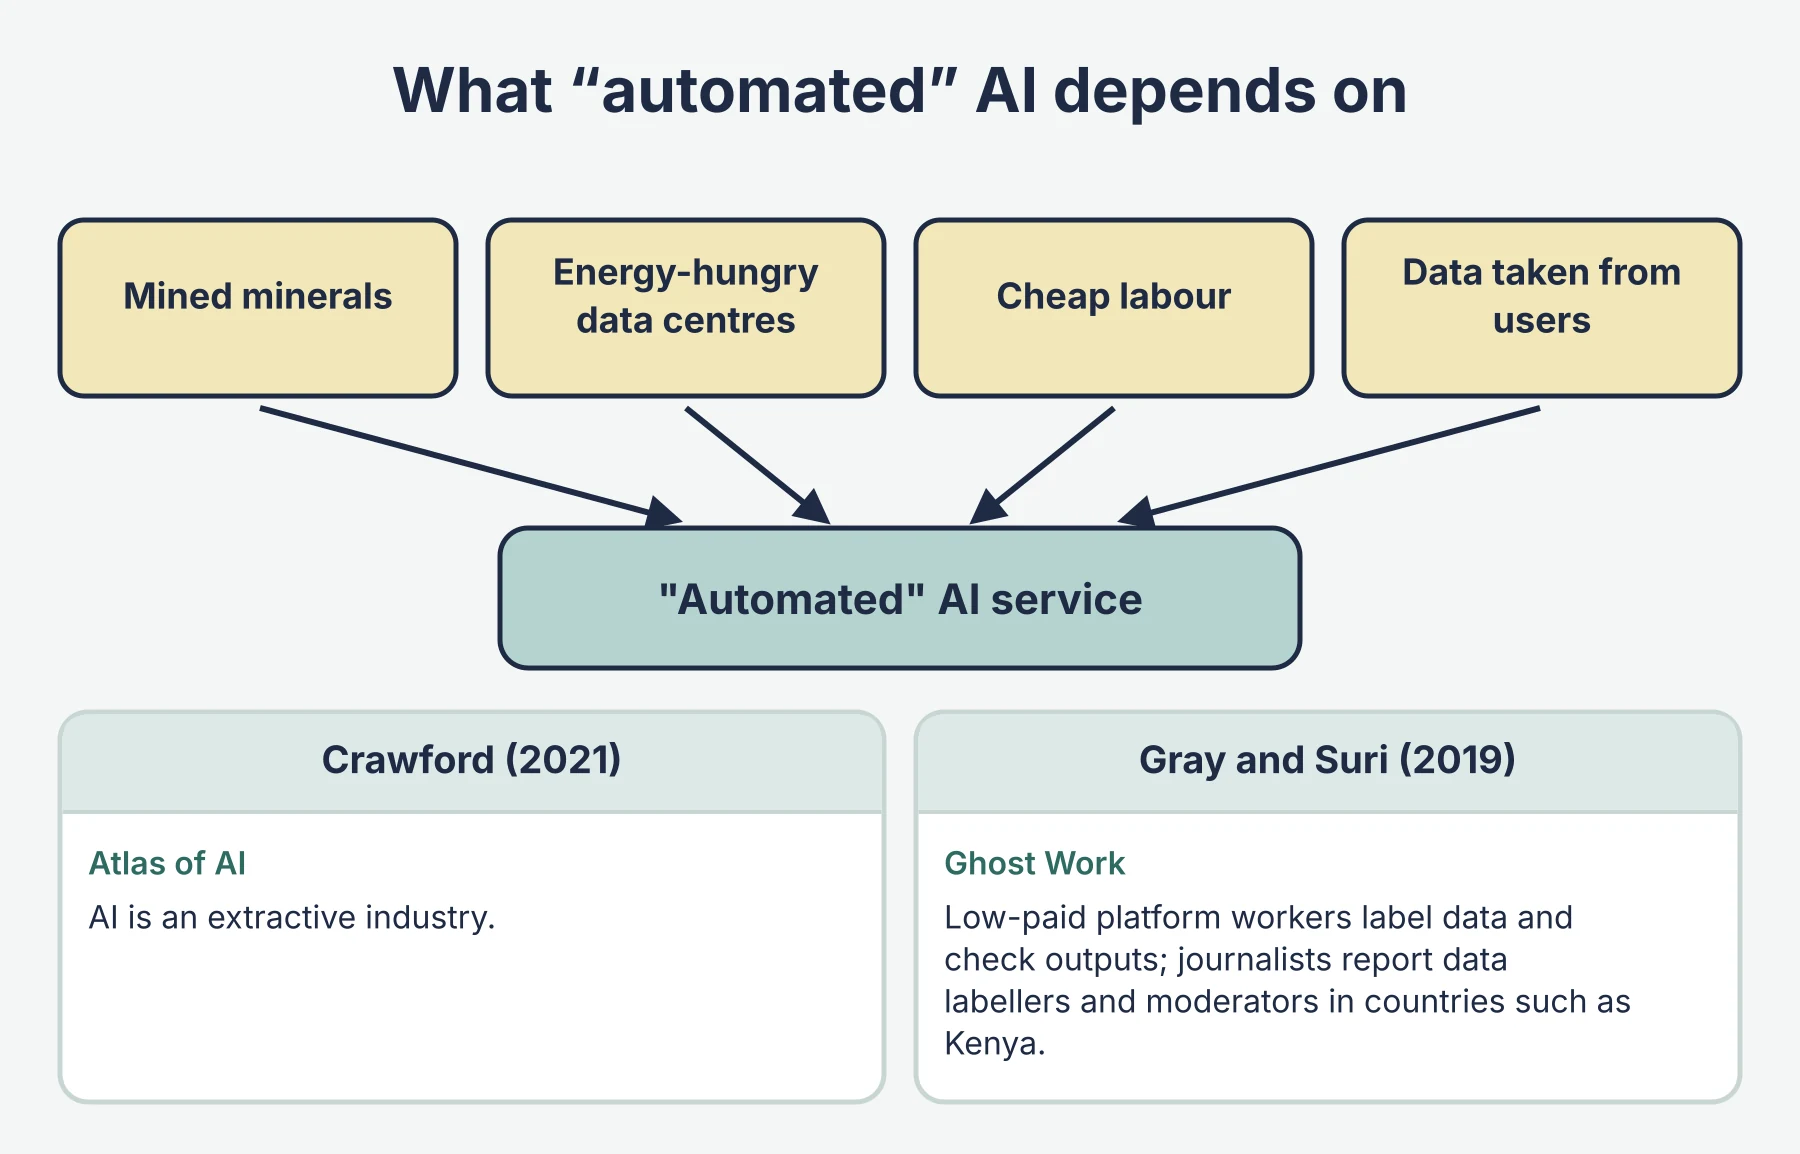 What “automated” AI depends on
Mined minerals
Energy-hungry
data centres
Cheap labour
Data taken from
users
"Automated" AI service
Crawford (2021)
Atlas of AI
AI is an extractive industry.
Gray and Suri (2019)
Ghost Work
Low-paid platform workers label data and
check outputs; journalists report data
labellers and moderators in countries such as
Kenya.